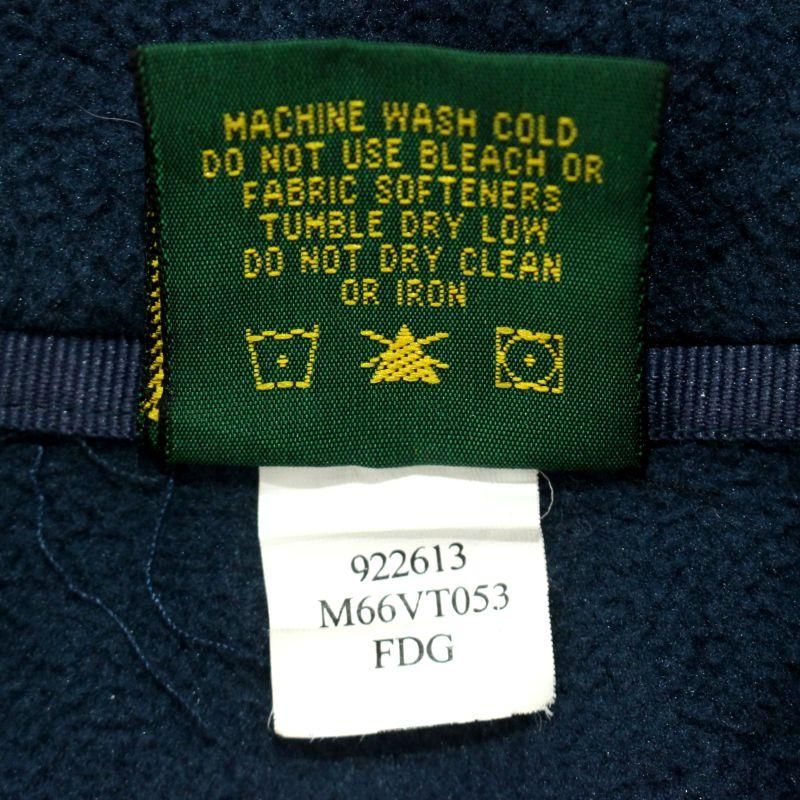 MACHINE WASH COLD
DO NOT USE BLEACH OR
FABRIC SOFTENERS
TUMBLE DRY LOW
DO NOT DRY CLEAN
OR IRON
922613
M66VT053
FDG